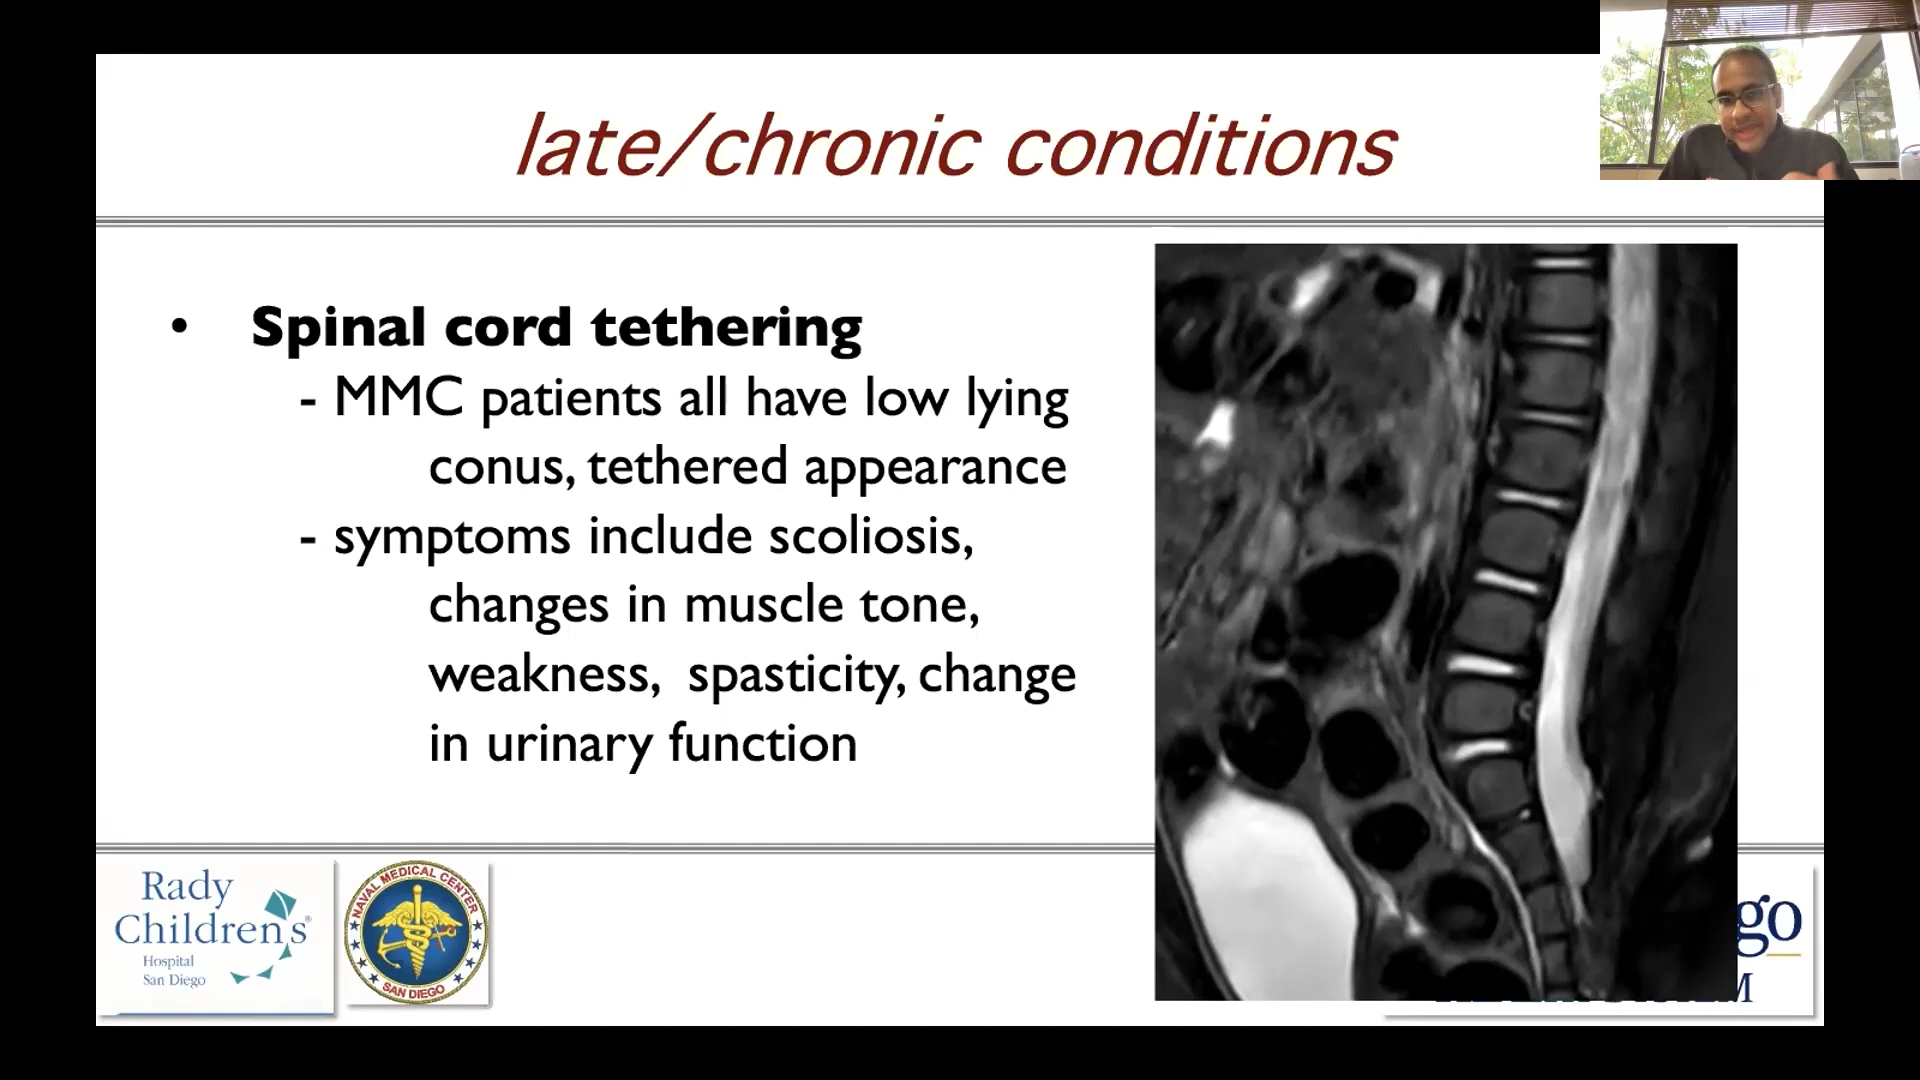 late/chronic conditions
• Spinal cord tethering
- MMC patients all have low lying
conus, tethered appearance
- symptoms include scoliosis,
changes in muscle tone,
weakness, spasticity, change
in urinary function
Rady
Children's®
Hospital
San Diego
NAVAL MEDICAL CENTER
SAN DIEGO
go